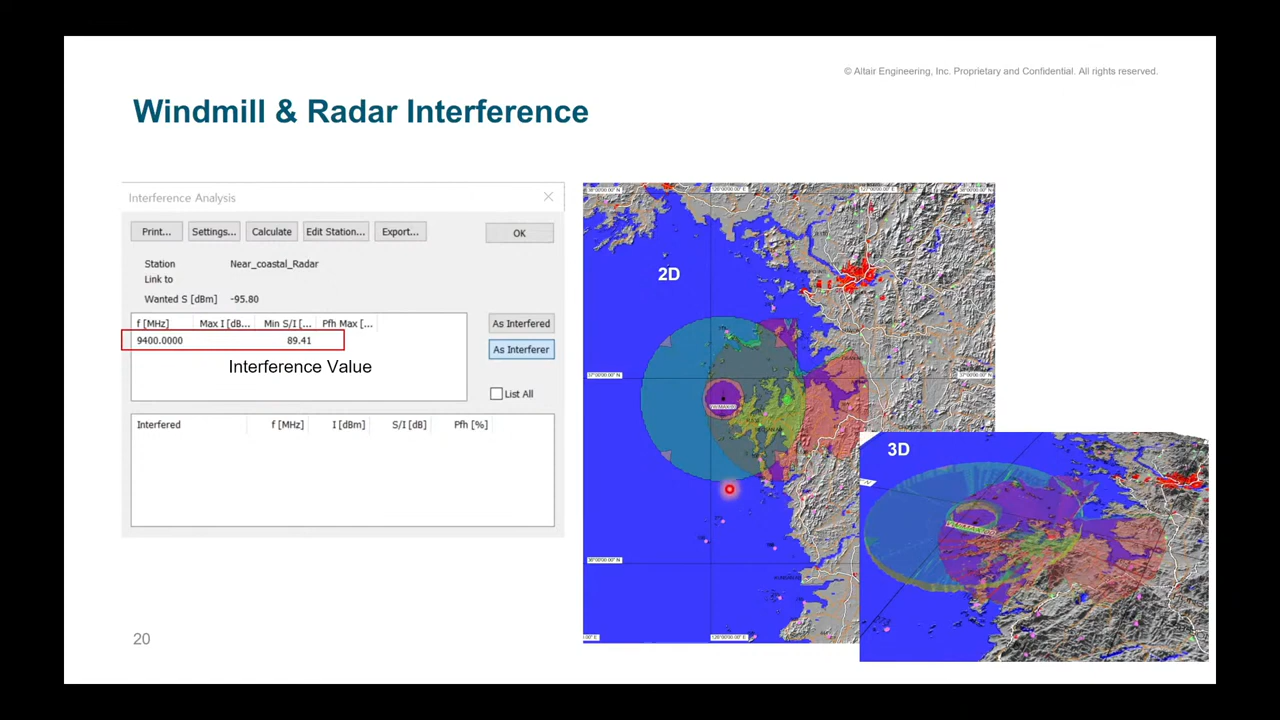 © Altair Engineering, Inc. Proprietary and Confidential. All rights reserved.
Windmill & Radar Interference
Interference Analysis
Print... Settings... Calculate Edit Station... Export... OK
Station Near_coastal_Radar
Link to
Wanted S [dBm] -95.80
f [MHz] Max I [dB... Min S/I [... Pfh Max [...
9400.0000 89.41
Interference Value
As Interfered
As Interferer
List All
Interfered f [MHz] I [dBm] S/I [dB] Pfh [%]
2D
3D
20